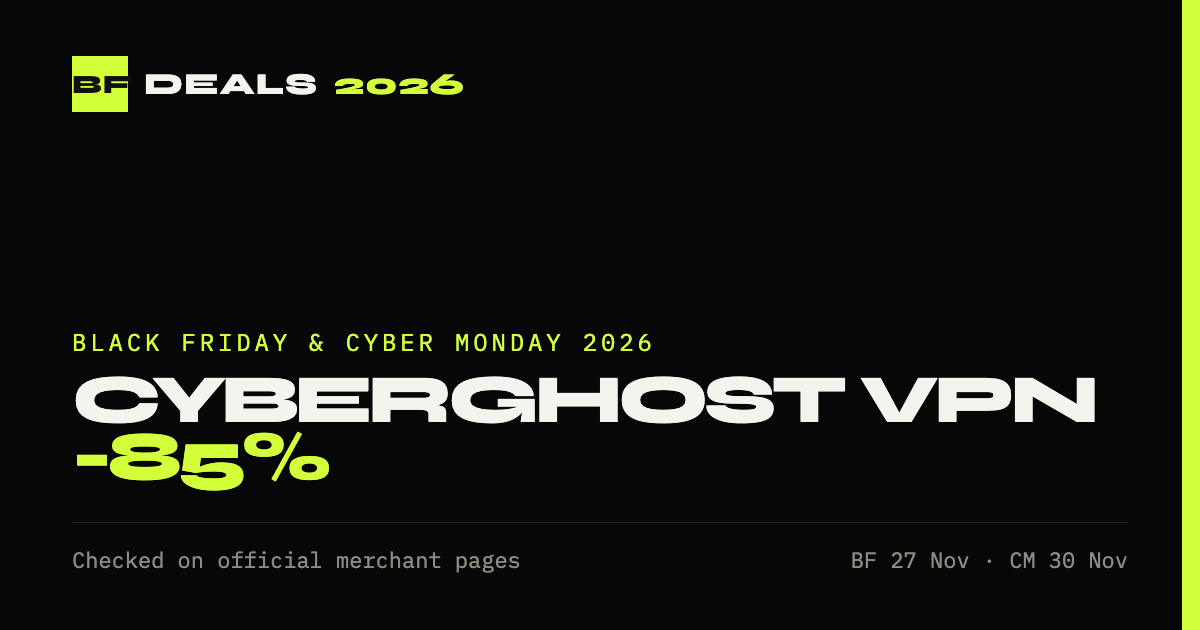 BF DEALS 2026
BLACK FRIDAY & CYBER MONDAY 2026
CYBERGHOST VPN
-85%
Checked on official merchant pages
BF 27 Nov · CM 30 Nov